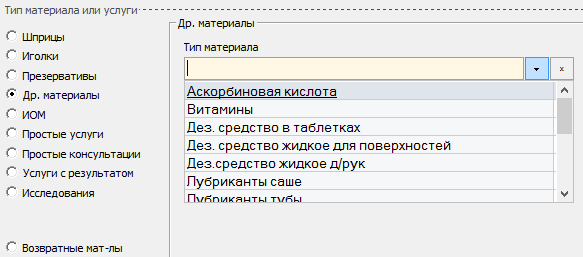 Тип материала или услуги
Шприцы
Иголки
Презервативы
Др. материалы
ИОМ
Простые услуги
Простые консультации
Услуги с результатом
Исследования
Возвратные мат-лы
Др. материалы
Тип материала
x
Аскорбиновая кислота
Витамины
Дез. средство в таблетках
Дез. средство жидкое для поверхностей
Дез.средство жидкое д/рук
Лубриканты саше
Лубриканты тубы